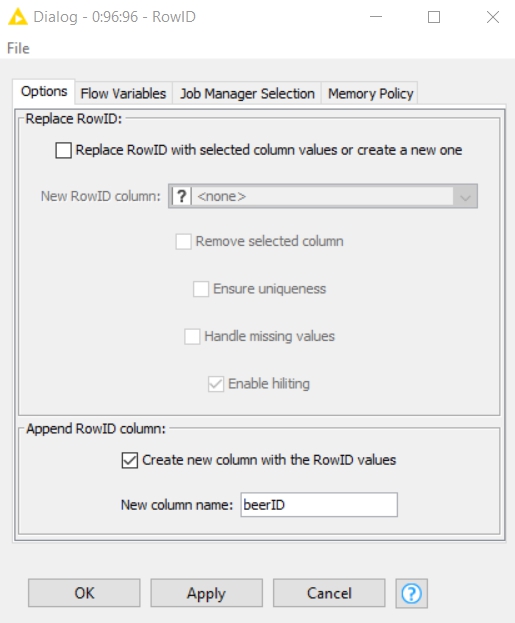 Dialog - 0:96:96 - RowID
File
Options Flow Variables Job Manager Selection Memory Policy
Replace RowID:
Replace RowID with selected column values or create a new one
New RowID column: ? <none>
Remove selected column
Ensure uniqueness
Handle missing values
Enable hiliting
Append RowID column:
Create new column with the RowID values
New column name: beerID
OK Apply Cancel ?